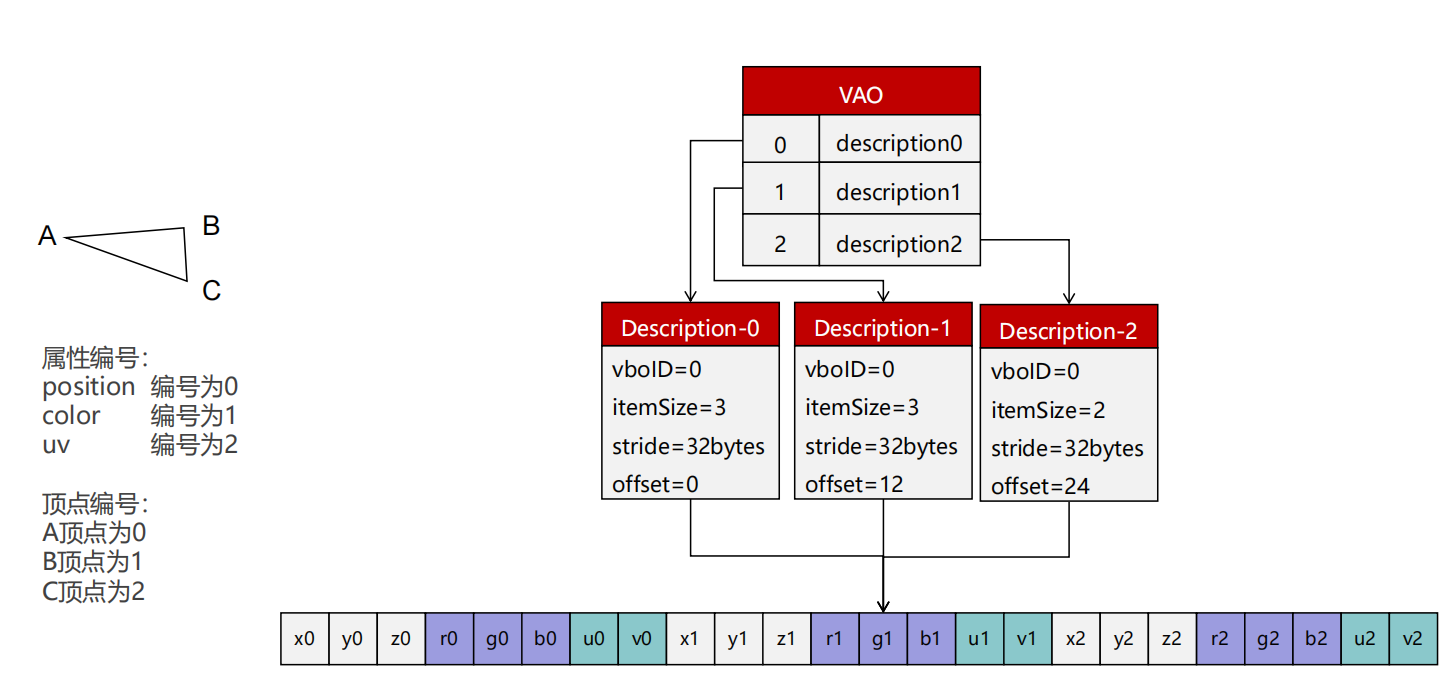 A
B
C
属性编号：
position 编号为0
color 编号为1
uv 编号为2
顶点编号：
A顶点为0
B顶点为1
C顶点为2
VAO
0 description0
1 description1
2 description2
Description-0
vboID=0
itemSize=3
stride=32bytes
offset=0
Description-1
vboID=0
itemSize=3
stride=32bytes
offset=12
Description-2
vboID=0
itemSize=2
stride=32bytes
offset=24
x0 y0 z0 r0 g0 b0 u0 v0 x1 y1 z1 r1 g1 b1 u1 v1 x2 y2 z2 r2 g2 b2 u2 v2